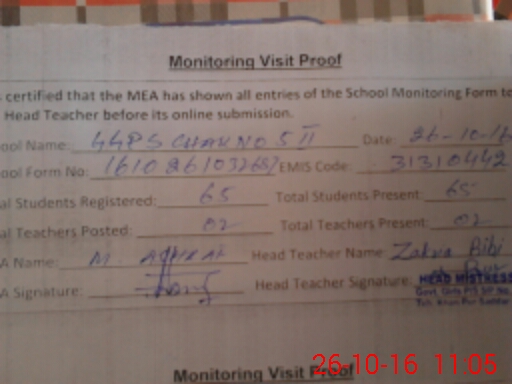 Monitoring Visit Proof
certified that the MEA has shown all entries of the School Monitoring Form to
Head Teacher before its online submission.
ool Name: GGPS CHAK NO 5 II Date: 26-10-16
ool Form No: EMIS Code: 31310442
al Students Registered: 65 Total Students Present: 65
al Teachers Posted: 02 Total Teachers Present: 02
A Name: M. ASHRAF Head Teacher Name: Zakia Bibi
A Signature: Head Teacher Signature:
HEAD MISTRESS
Govt. Girls P/S
Monitoring Visit Proof
26-10-16 11:05